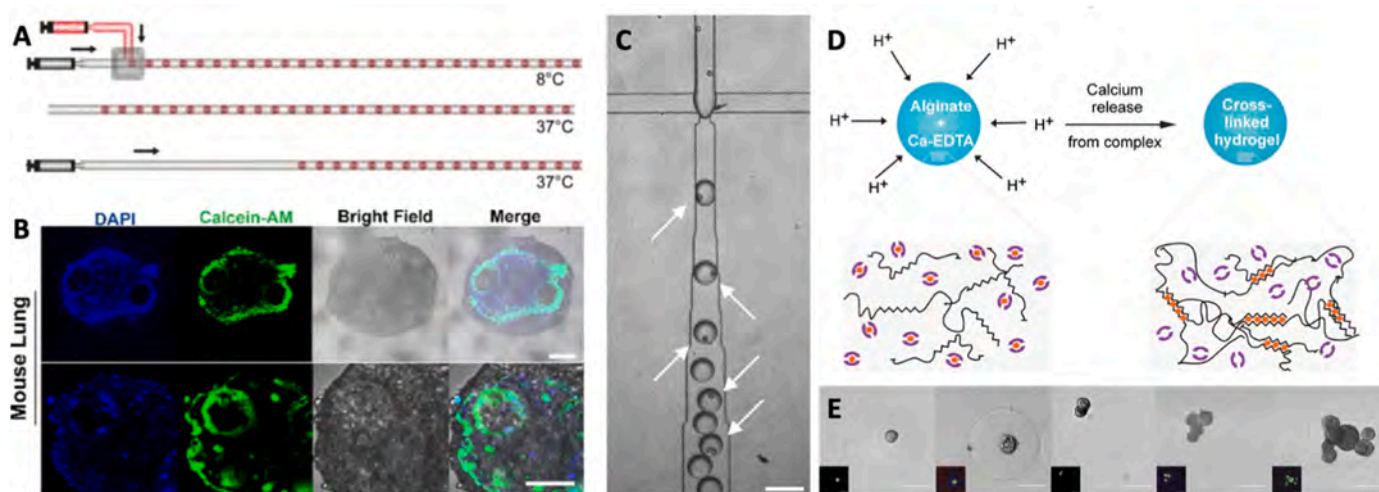 A
8°C
37°C
37°C
B
DAPI
Calcein-AM
Bright Field
Merge
Mouse Lung
C
D
H+
H+
H+
H+
H+
H+
Alginate
+
Ca-EDTA
Calcium
release
from complex
Cross-
linked
hydrogel
E